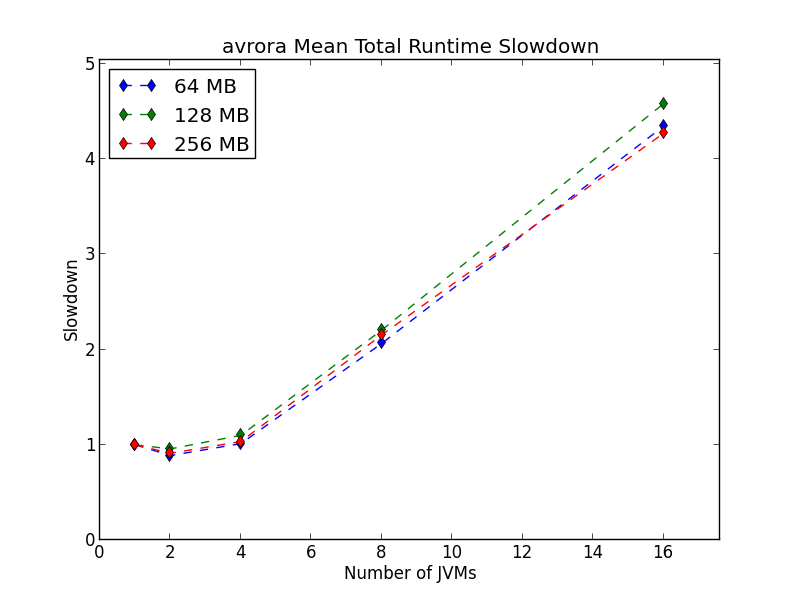 avrora Mean Total Runtime Slowdown
5
4
3
2
1
0
Slowdown
64 MB
128 MB
256 MB
0 2 4 6 8 10 12 14 16
Number of JVMs